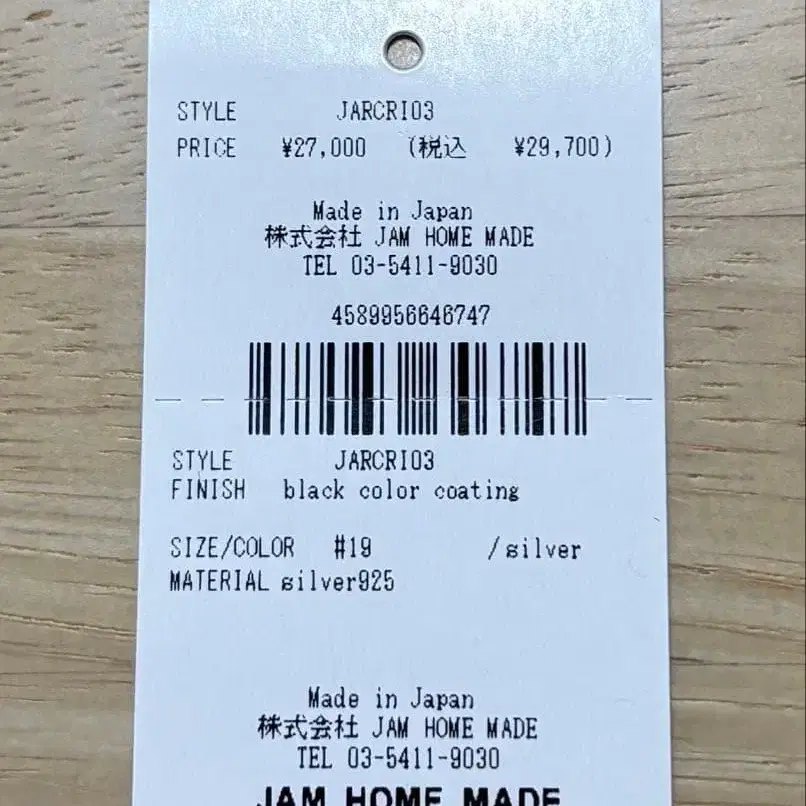 STYLE JARCRI03
PRICE ¥27,000 (税込 ¥29,700)
Made in Japan
株式会社 JAM HOME MADE
TEL 03-5411-9030
4589956646747
STYLE JARCRI03
FINISH black color coating
SIZE/COLOR #19 /silver
MATERIAL silver925
Made in Japan
株式会社 JAM HOME MADE
TEL 03-5411-9030
JAM HOME MADE